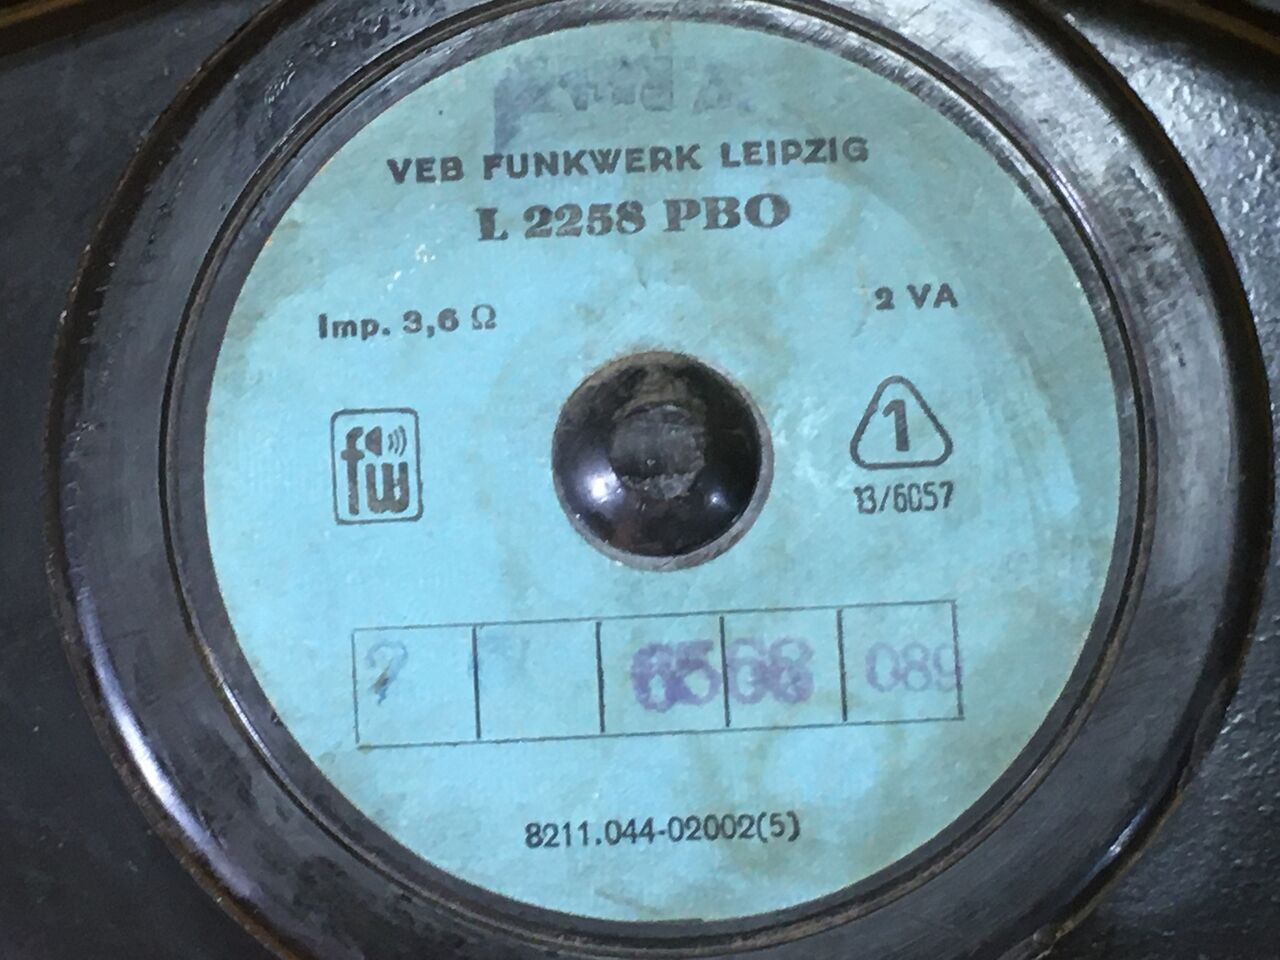 VEB FUNKWERK LEIPZIG
L 2258 PBO
Imp. 3,6 Ω
2 VA
fw
1
13/6057
089
8211.044-02002(5)